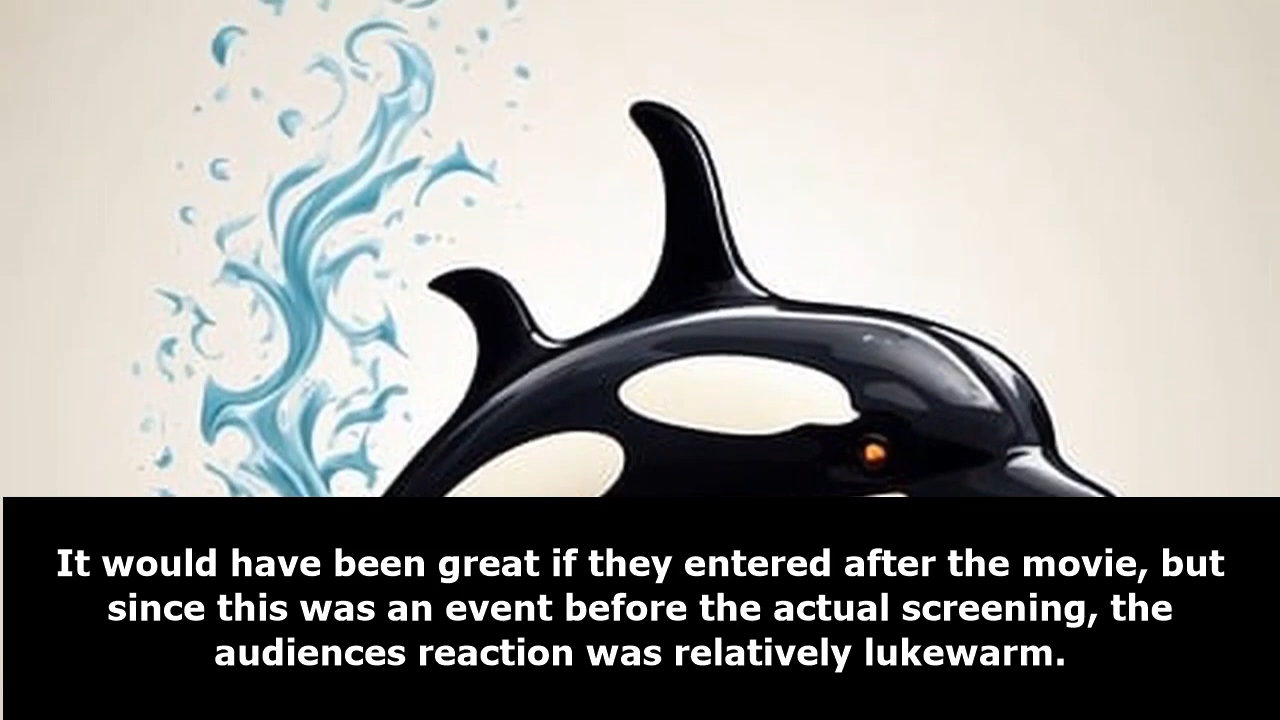 It would have been great if they entered after the movie, but
since this was an event before the actual screening, the
audiences reaction was relatively lukewarm.